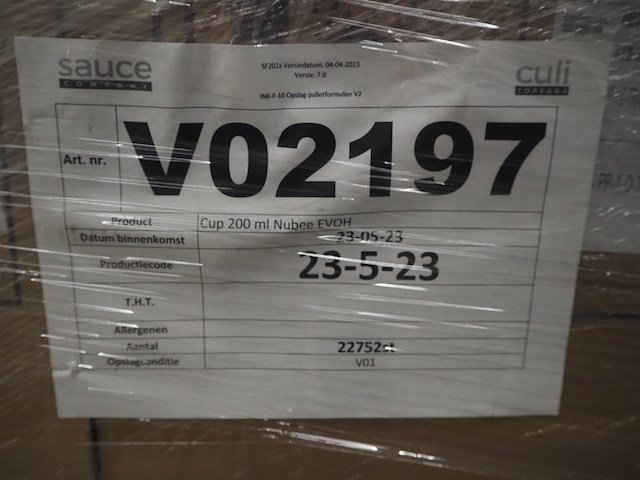 sauce
COMPANY
SF202a Versiedatum: 04-04-2023
Versie: 7.0
culi
TOPPERS
INK-F-10 Opslag palletformulier V2
Art. nr. V02197
Product Cup 200 ml Nubee EVOH
Datum binnenkomst 23-05-23
Productiecode 23-5-23
T.H.T.
Allergenen
Aantal 22752st
Opslagconditie V01